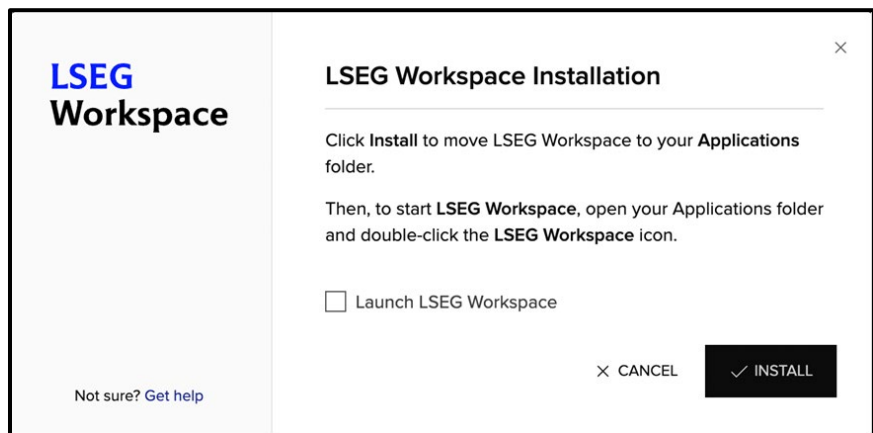 LSEG
Workspace
LSEG Workspace Installation
Click Install to move LSEG Workspace to your Applications
folder.
Then, to start LSEG Workspace, open your Applications folder
and double-click the LSEG Workspace icon.
Launch LSEG Workspace
CANCEL
INSTALL
Not sure? Get help